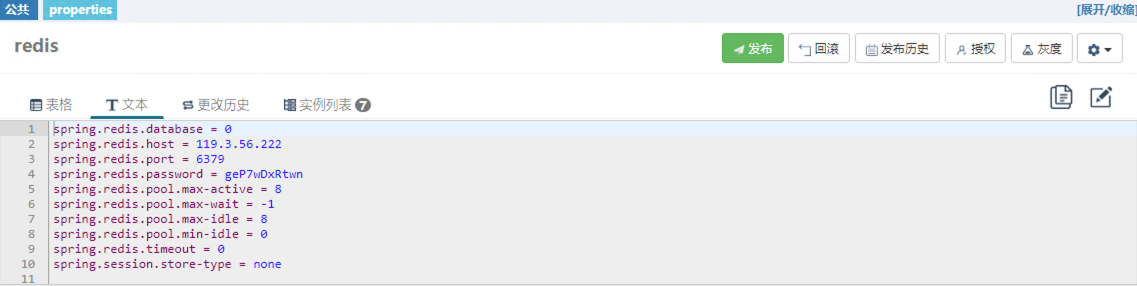 公共 properties [展开/收缩]
redis 发布 回滚 发布历史 授权 灰度
表格 文本 更改历史 实例列表 7
1 spring.redis.database = 0
2 spring.redis.host = 119.3.56.222
3 spring.redis.port = 6379
4 spring.redis.password = geP7wDxRtwn
5 spring.redis.pool.max-active = 8
6 spring.redis.pool.max-wait = -1
7 spring.redis.pool.max-idle = 8
8 spring.redis.pool.min-idle = 0
9 spring.redis.timeout = 0
10 spring.session.store-type = none
11